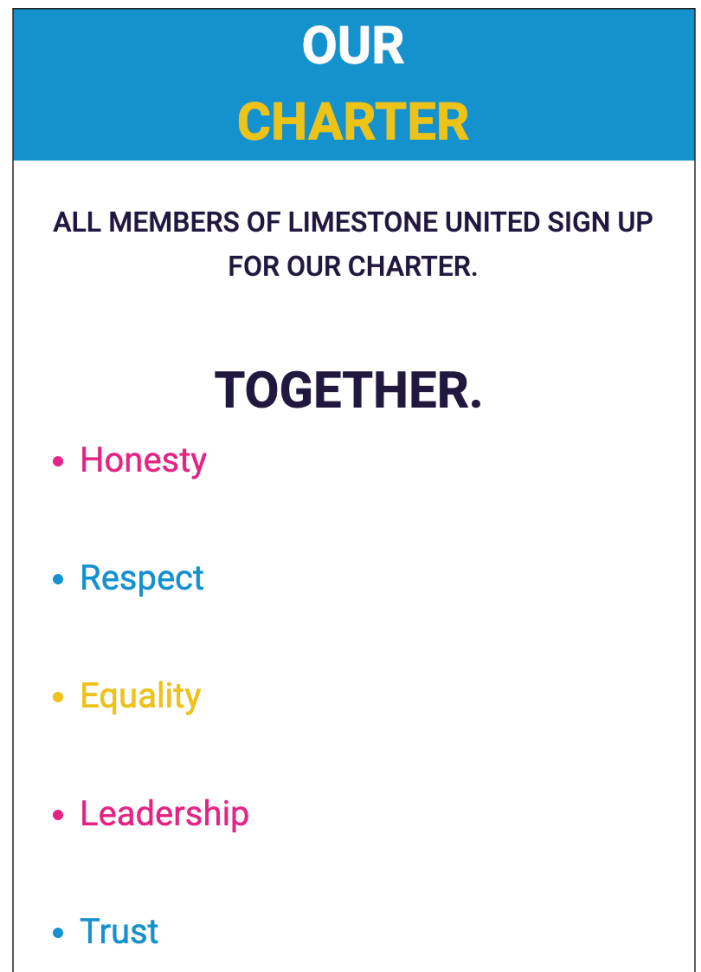 OUR
CHARTER
ALL MEMBERS OF LIMESTONE UNITED SIGN UP
FOR OUR CHARTER.
TOGETHER.
• Honesty
• Respect
• Equality
• Leadership
• Trust